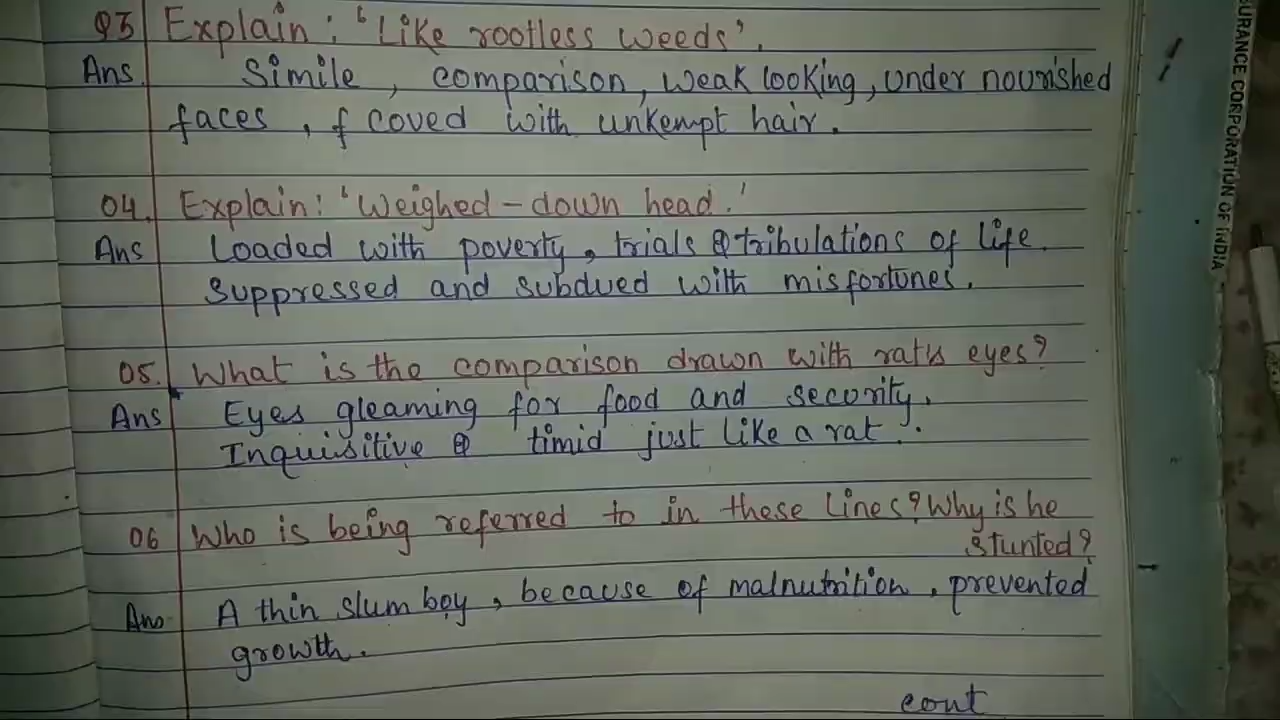 Q3 Explain: 'Like rootless weeds'.
Ans. Simile, comparison, weak looking, under nourished
faces, f coved with unkempt hair.
04. Explain: 'Weighed-down head.'
Ans Loaded with poverty, trials & tribulations of life.
Suppressed and subdued with misfortunes.
05. What is the comparison drawn with rat's eyes?
Ans Eyes gleaming for food and security.
Inquisitive & timid just like a rat.
06 Who is being referred to in these lines? Why is he
stunted?
Ans A thin slum boy, because of malnutrition, prevented
growth.
cont
SURANCE CORPORATION OF INDIA